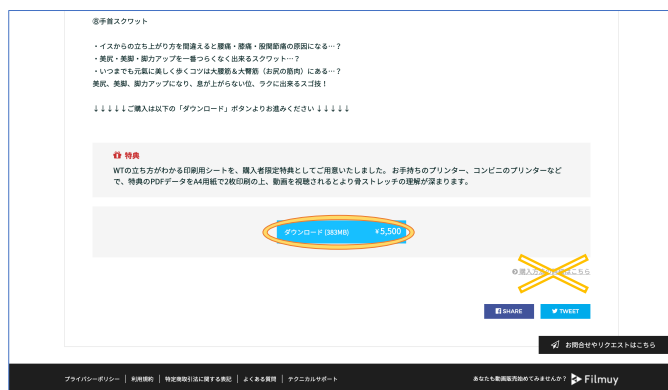 ⑧手首スクワット
・イスからの立ち上がり方を間違えると腰痛・膝痛・股関節痛の原因になる…？
・美尻・美脚・脚力アップを一番つらくなく出来るスクワット…？
・いつまでも元氣に美しく歩くコツは大腰筋&大臀筋（お尻の筋肉）にある…？
美尻、美脚、脚力アップになり、息が上がらない位、ラクに出来るスゴ技！
↓↓↓↓↓ご購入は以下の「ダウンロード」ボタンよりお進みください↓↓↓↓↓
特典
WTの立ち方がわかる印刷用シートを、購入者限定特典としてご用意いたしました。 お手持ちのプリンター、コンビニのプリンターなど
で、特典のPDFデータをA4用紙で2枚印刷の上、動画を視聴されるとより骨ストレッチの理解が深まります。
ダウンロード (383MB) ¥5,500
購入方 はこちら
SHARE TWEET
お問合せやリクエストはこちら
プライバシーポリシー | 利用規約 | 特定商取引法に関する表記 | よくある質問 | テクニカルサポート
あなたも動画販売始めてみませんか？ Filmuy